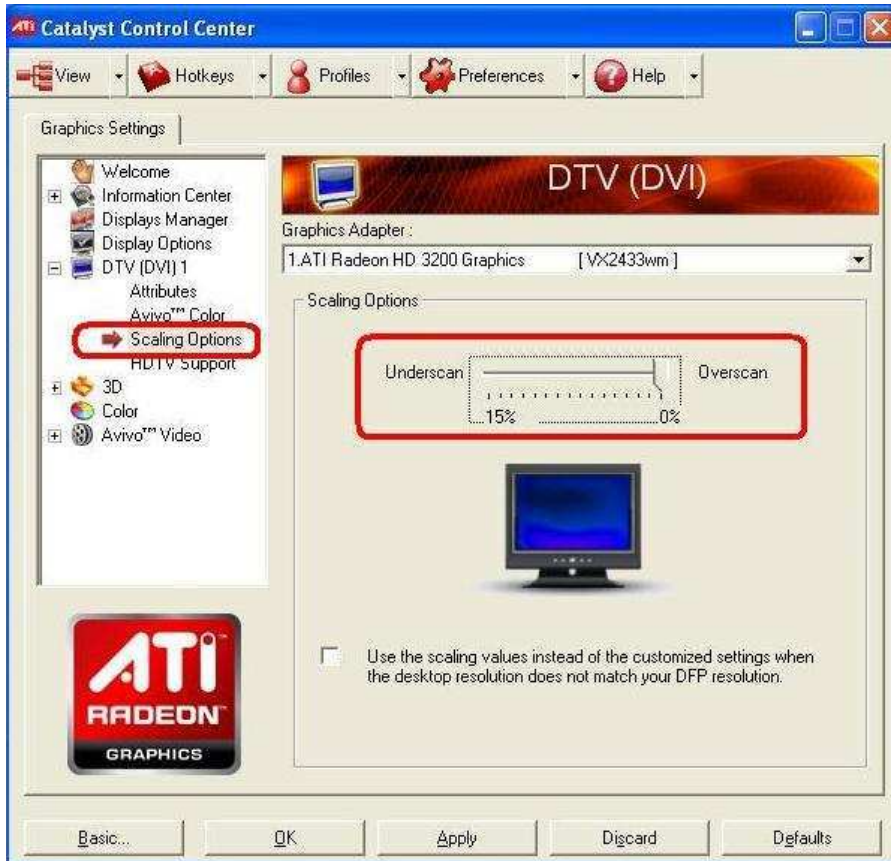 Catalyst Control Center
View Hotkeys Profiles Preferences Help
Graphics Settings
Welcome
Information Center
Displays Manager
Display Options
DTV (DVI) 1
Attributes
Avivo™ Color
Scaling Options
HDTV Support
3D
Color
Avivo™ Video
DTV (DVI)
Graphics Adapter :
1.ATI Radeon HD 3200 Graphics [ VX2433wm ]
Scaling Options
Underscan Overscan
15% 0%
Use the scaling values instead of the customized settings when
the desktop resolution does not match your DFP resolution.
ATI
RADEON
GRAPHICS
Basic... OK Apply Discard Defaults